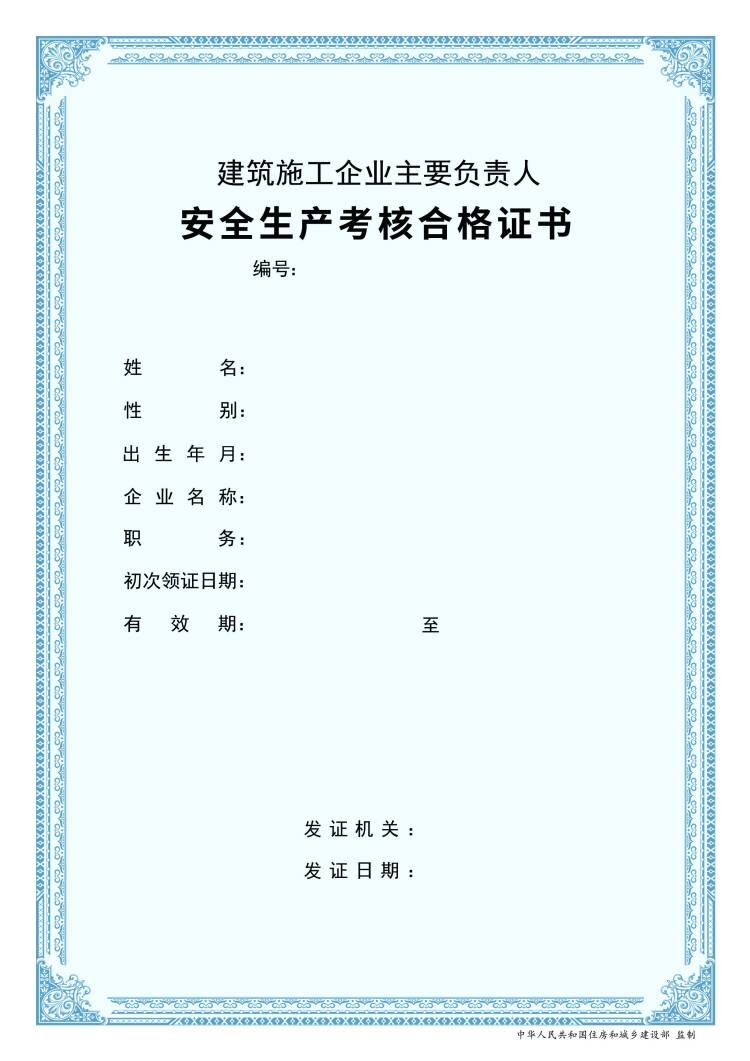 建筑施工企业主要负责人
安全生产考核合格证书
编号:
姓名:
性别:
出生年月:
企业名称:
职务:
初次领证日期:
有效期: 至
发证机关:
发证日期:
中华人民共和国住房和城乡建设部 监制